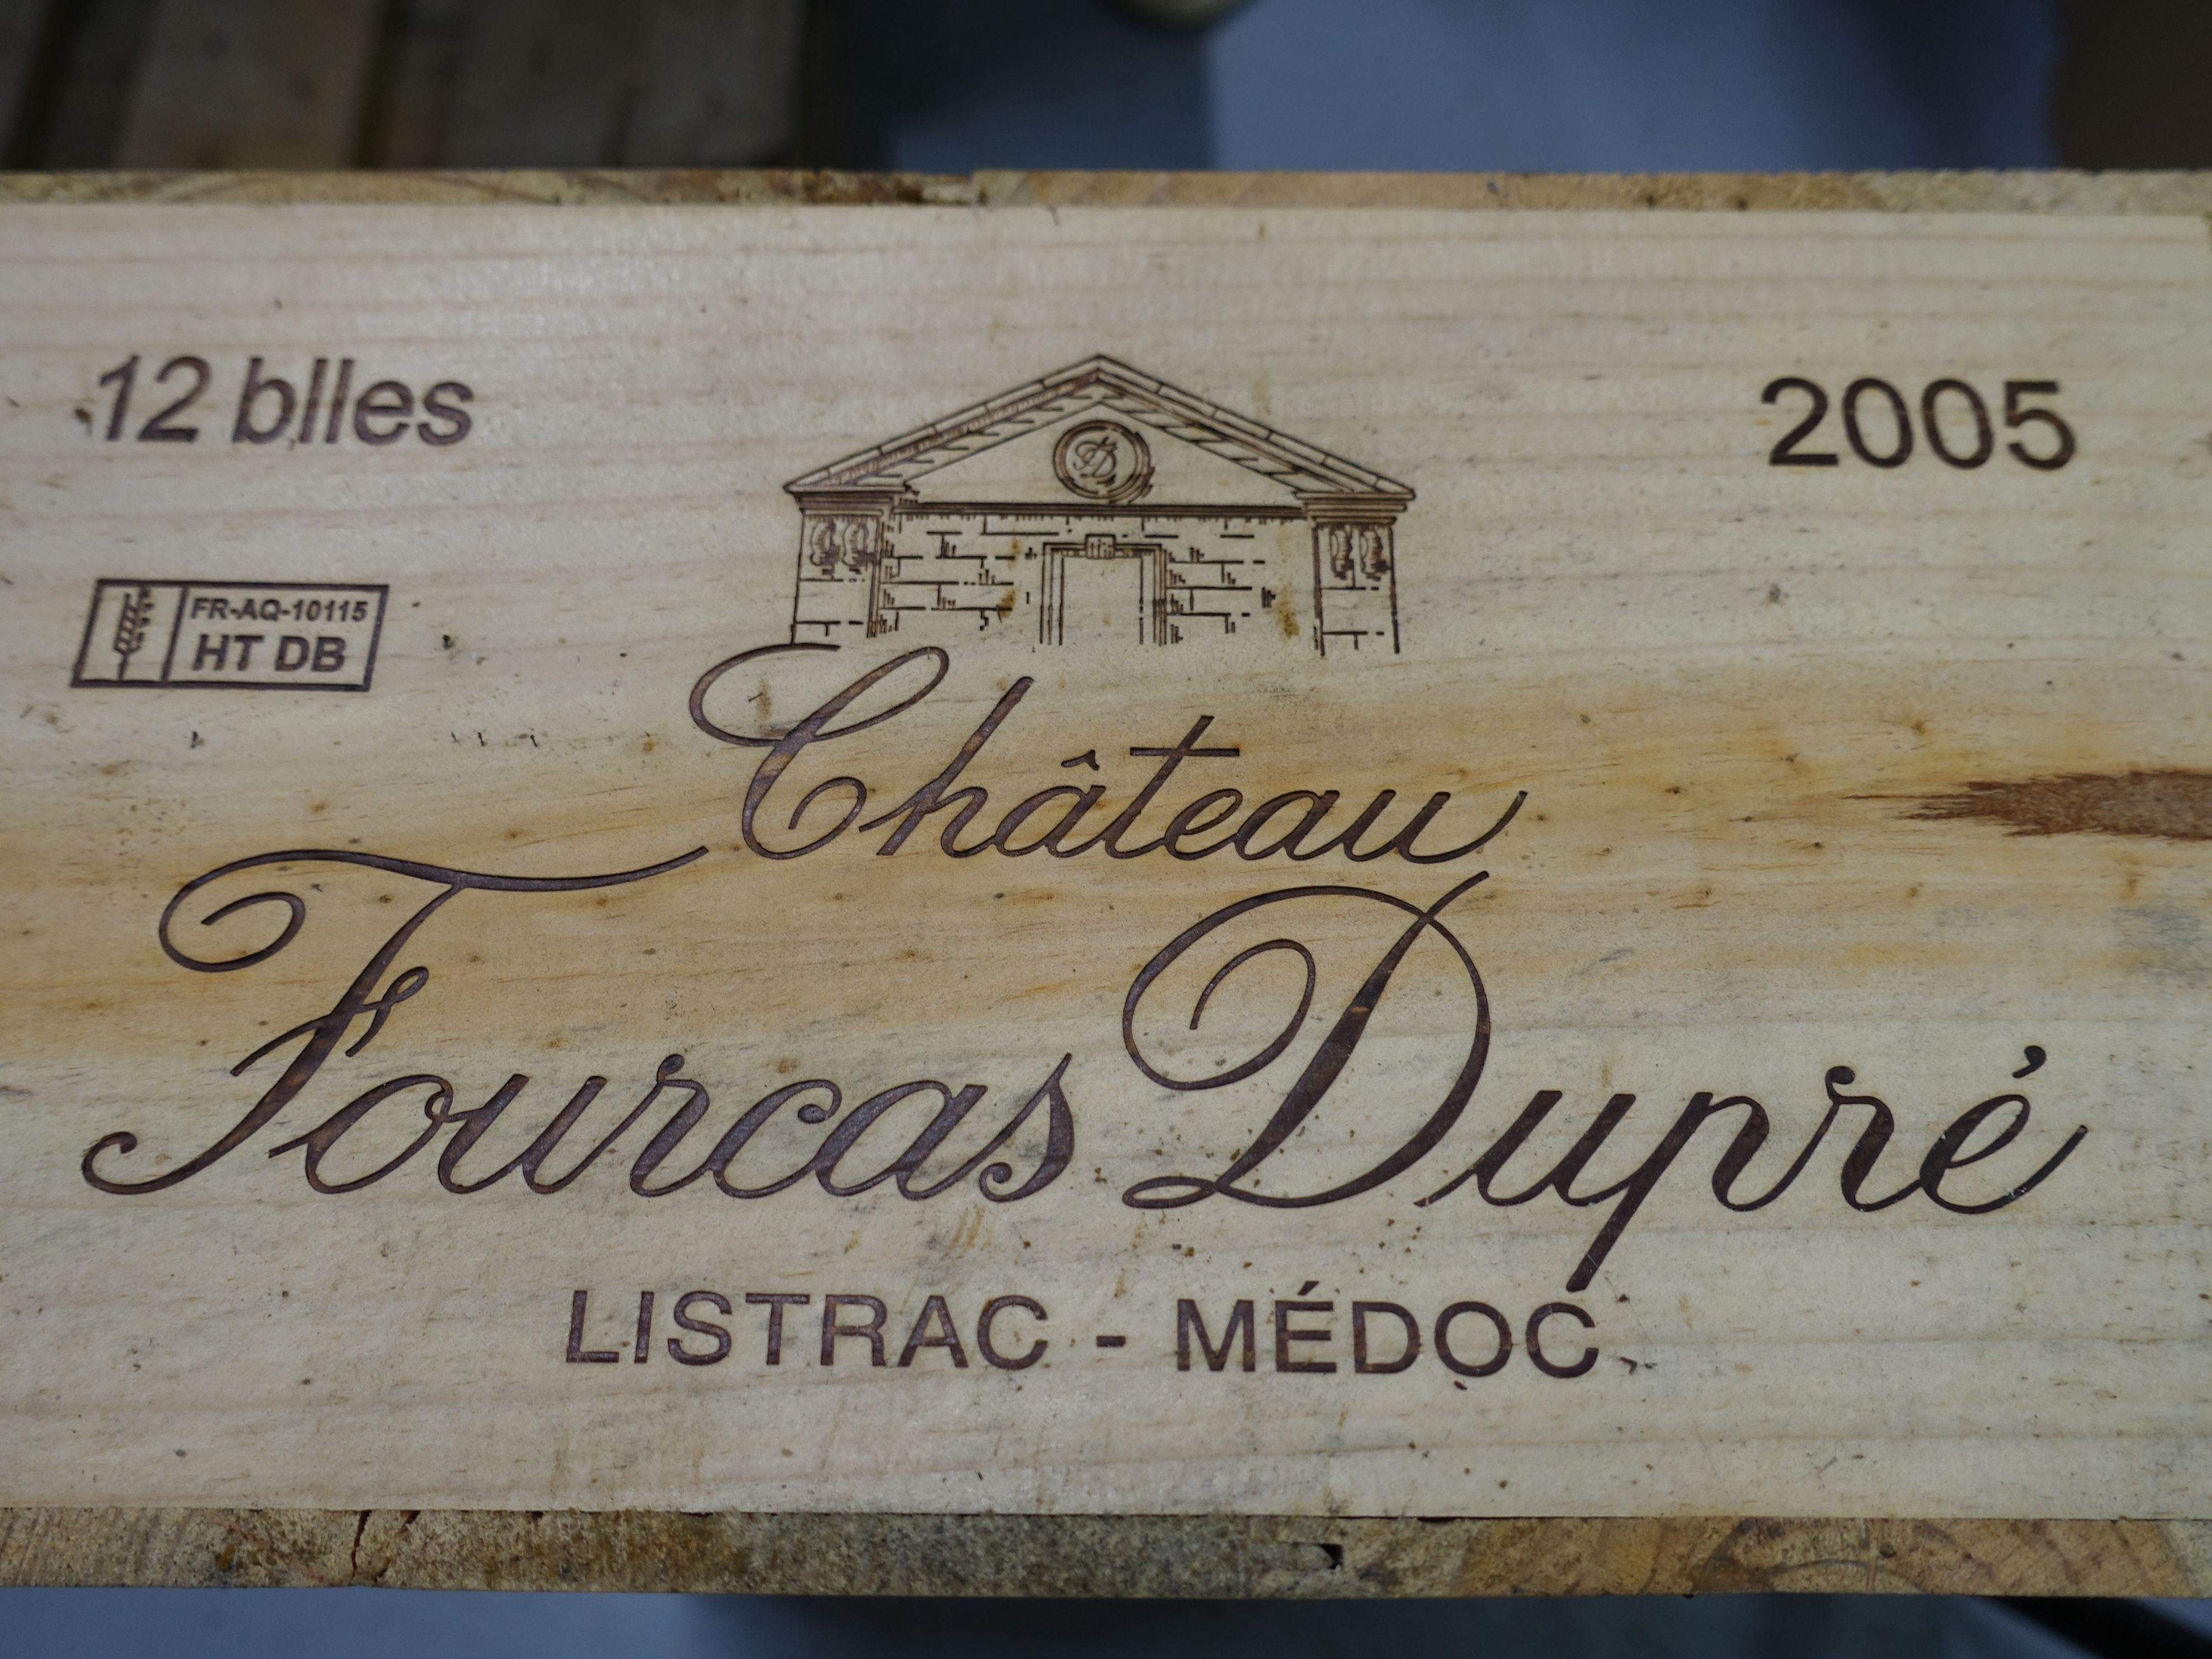 12 blles
2005
FR-AQ-10115
HT DB
Château
Fourcas Dupré
LISTRAC - MÉDOC